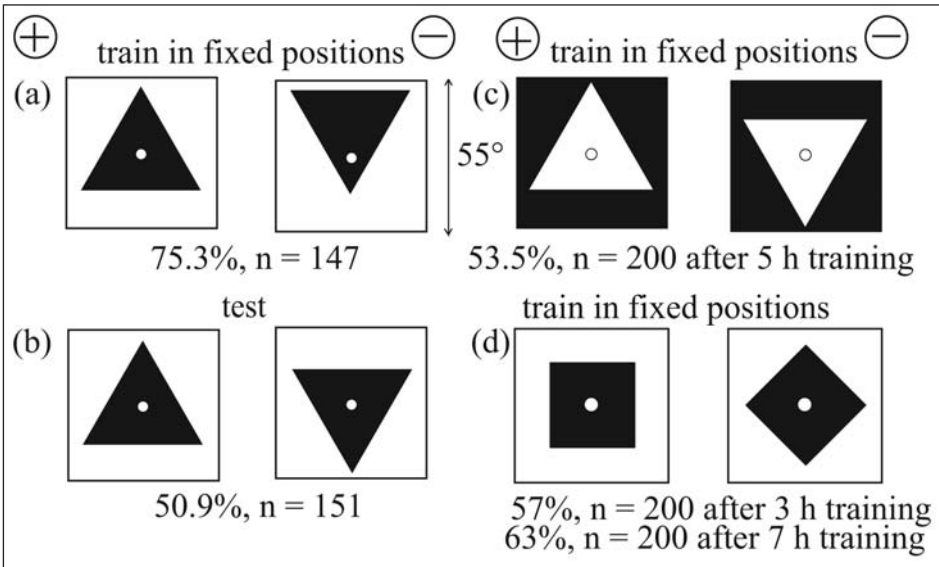 + −
train in fixed positions
(a)
55°
75.3%, n = 147
test
(b)
50.9%, n = 151
+ −
train in fixed positions
(c)
53.5%, n = 200 after 5 h training
train in fixed positions
(d)
57%, n = 200 after 3 h training
63%, n = 200 after 7 h training